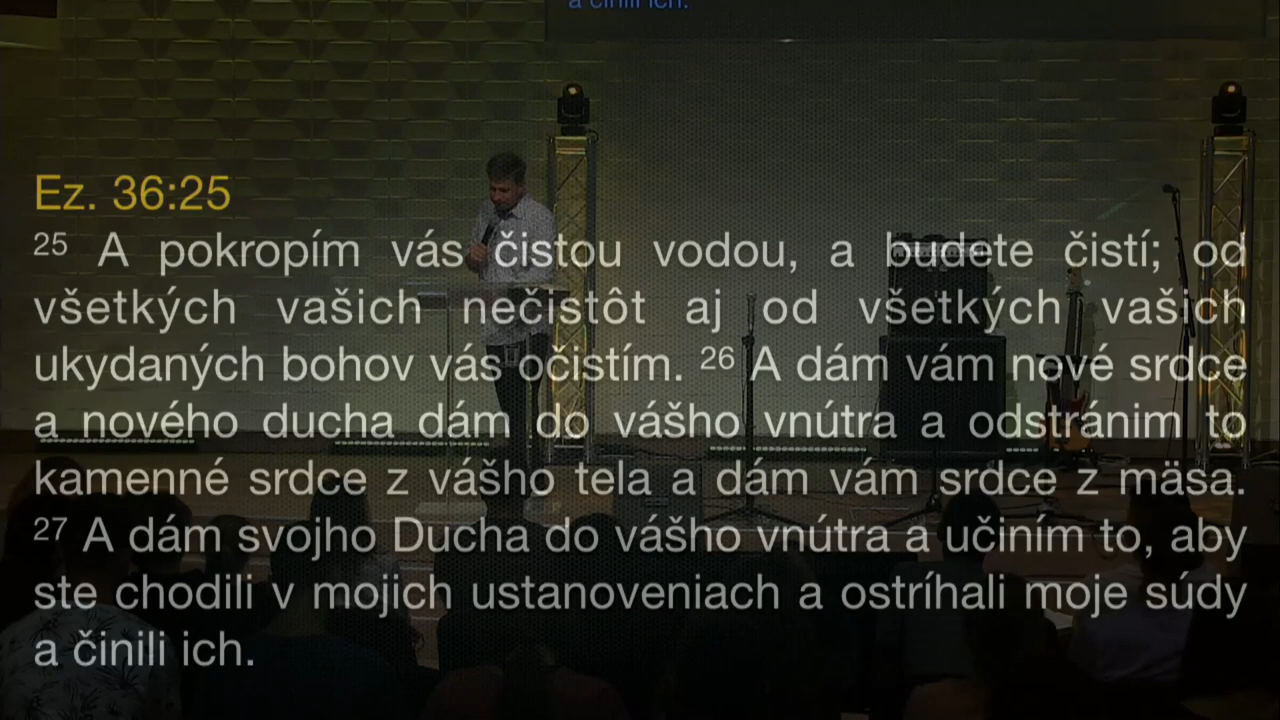 a činili ich.
Ez. 36:25
25 A pokropím vás čistou vodou, a budete čistí; od
všetkých vašich nečistôt aj od všetkých vašich
ukydaných bohov vás očistím. 26 A dám vám nové srdce
a nového ducha dám do vášho vnútra a odstránim to
kamenné srdce z vášho tela a dám vám srdce z mäsa.
27 A dám svojho Ducha do vášho vnútra a učiním to, aby
ste chodili v mojich ustanoveniach a ostríhali moje súdy
a činili ich.